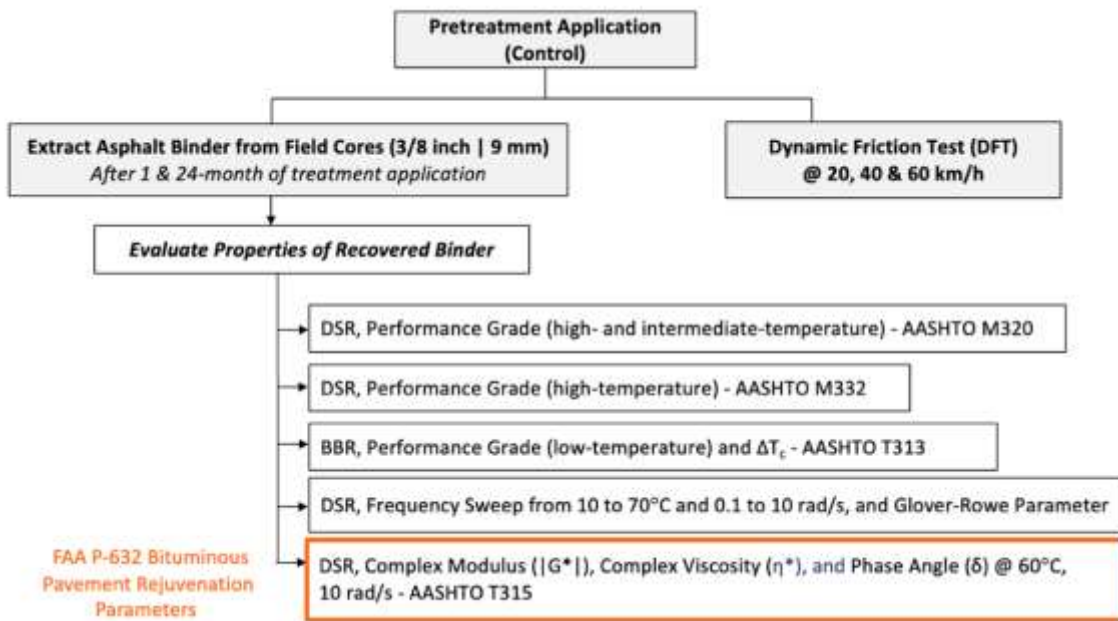 Pretreatment Application
(Control)
Extract Asphalt Binder from Field Cores (3/8 inch | 9 mm)
After 1 & 24-month of treatment application
Dynamic Friction Test (DFT)
@ 20, 40 & 60 km/h
Evaluate Properties of Recovered Binder
DSR, Performance Grade (high- and intermediate-temperature) - AASHTO M320
DSR, Performance Grade (high-temperature) - AASHTO M332
BBR, Performance Grade (low-temperature) and ΔTc - AASHTO T313
DSR, Frequency Sweep from 10 to 70°C and 0.1 to 10 rad/s, and Glover-Rowe Parameter
FAA P-632 Bituminous
Pavement Rejuvenation
Parameters
DSR, Complex Modulus (|G*|), Complex Viscosity (η*), and Phase Angle (δ) @ 60°C,
10 rad/s - AASHTO T315